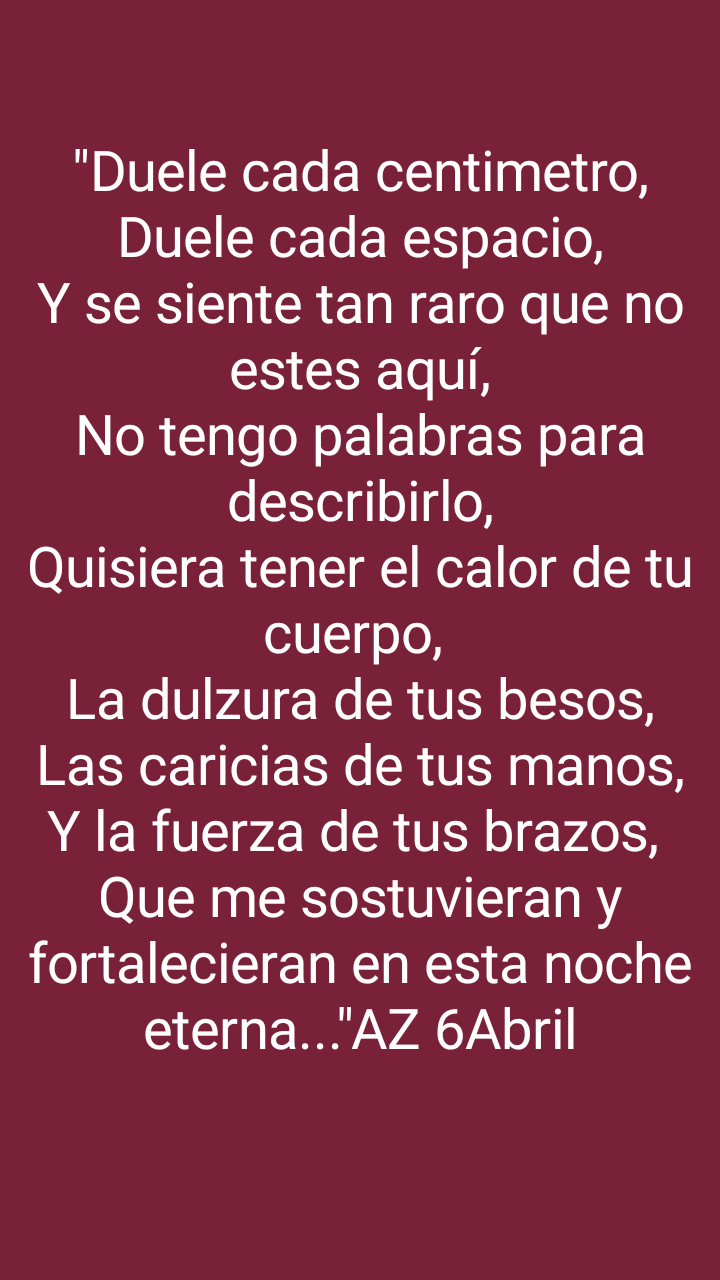 "Duele cada centimetro,
Duele cada espacio,
Y se siente tan raro que no
estes aquí,
No tengo palabras para
describirlo,
Quisiera tener el calor de tu
cuerpo,
La dulzura de tus besos,
Las caricias de tus manos,
Y la fuerza de tus brazos,
Que me sostuvieran y
fortalecieran en esta noche
eterna..."AZ 6Abril